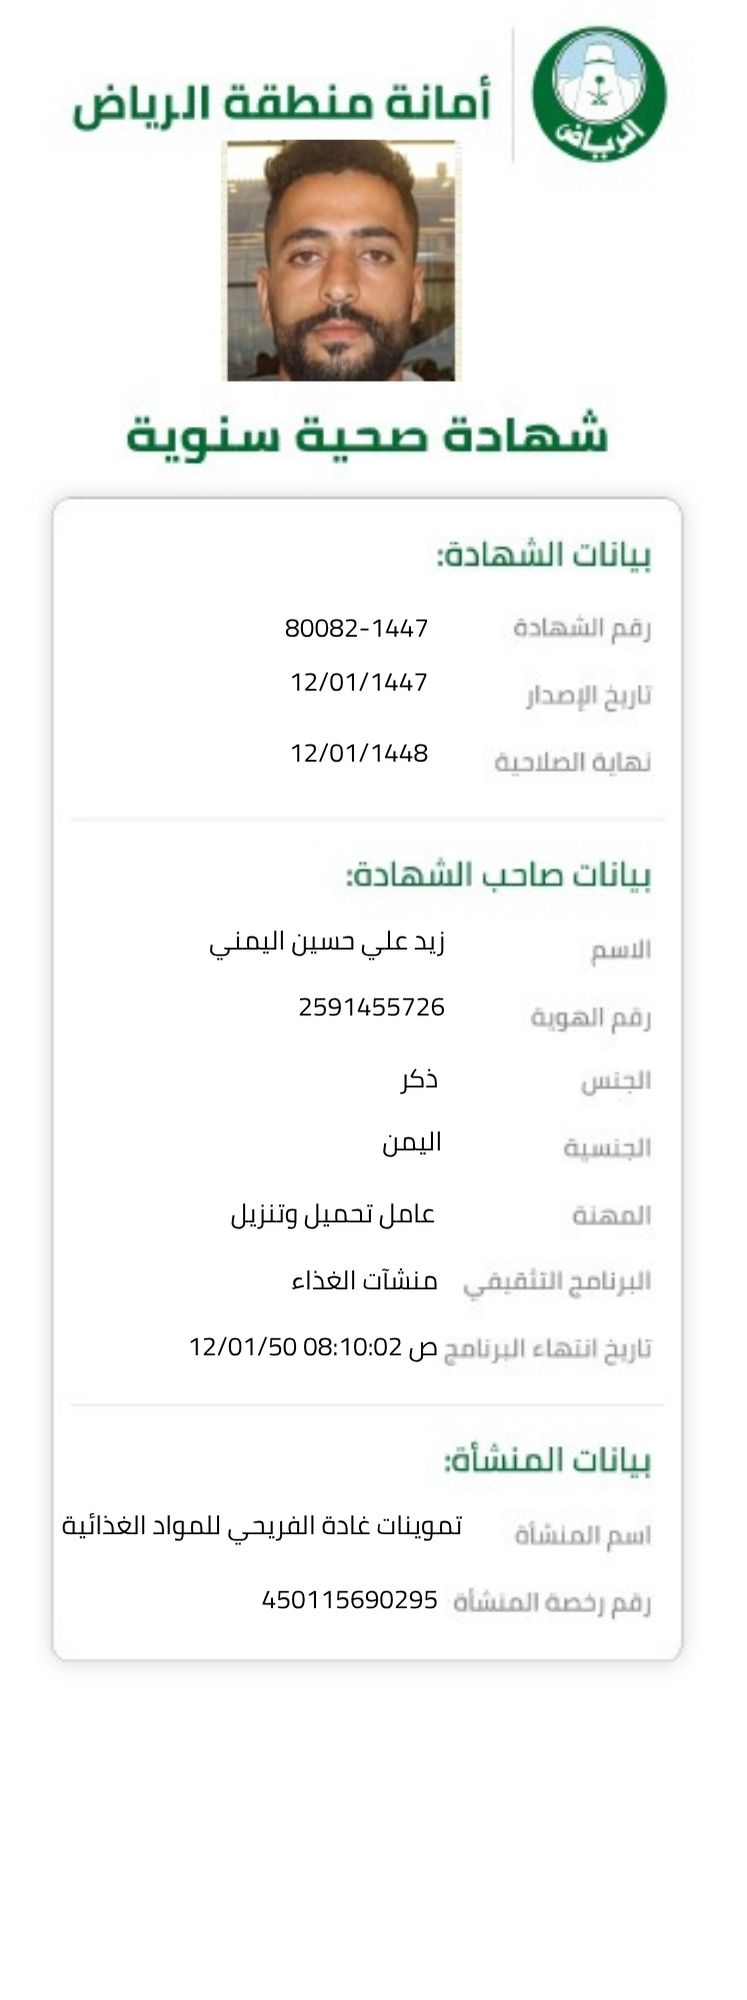 أمانة منطقة الرياض
الرياض
شهادة صحية سنوية
بيانات الشهادة:
رقم الشهادة 80082-1447
تاريخ الإصدار 12/01/1447
نهاية الصلاحية 12/01/1448
بيانات صاحب الشهادة:
الاسم زيد علي حسين اليمني
رقم الهوية 2591455726
الجنس ذكر
الجنسية اليمن
المهنة عامل تحميل وتنزيل
البرنامج التثقيفي منشآت الغذاء
تاريخ انتهاء البرنامج ص 08:10:02 12/01/50
بيانات المنشأة:
اسم المنشأة تموينات غادة الفريحي للمواد الغذائية
رقم رخصة المنشأة 450115690295